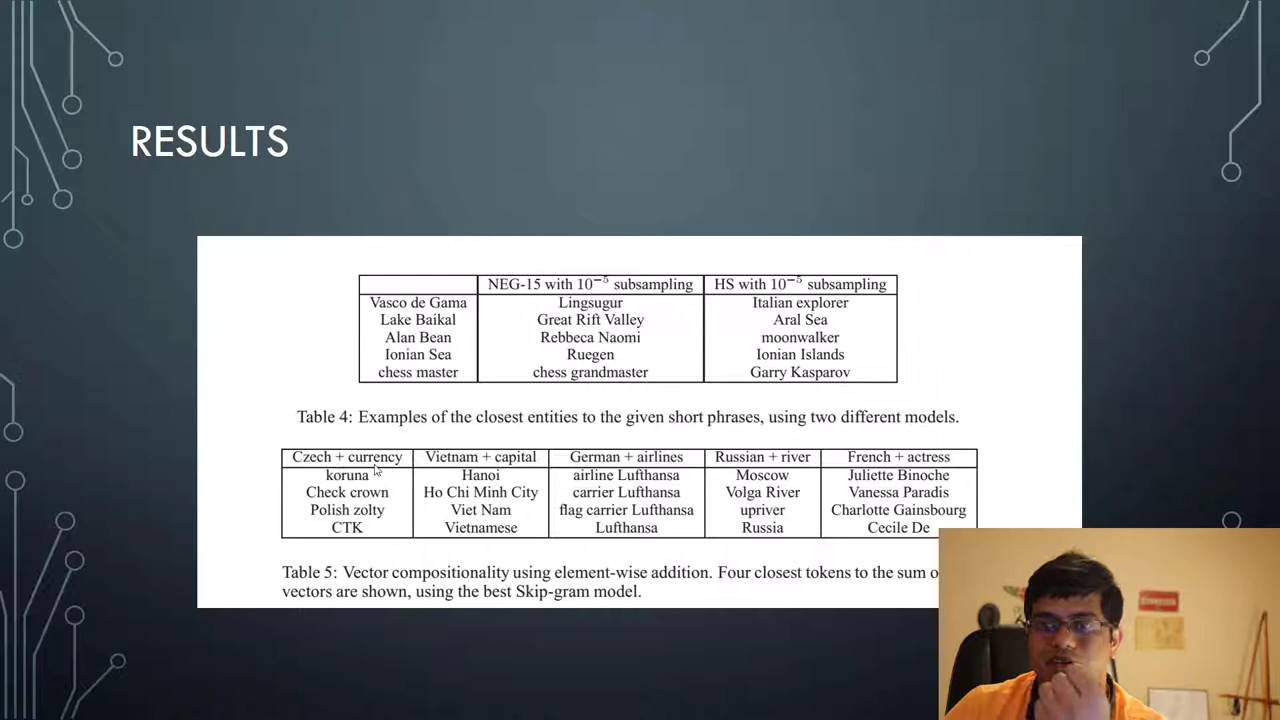 RESULTS
NEG-15 with 10⁻⁵ subsampling HS with 10⁻⁵ subsampling
Vasco de Gama Lingsugur Italian explorer
Lake Baikal Great Rift Valley Aral Sea
Alan Bean Rebbeca Naomi moonwalker
Ionian Sea Ruegen Ionian Islands
chess master chess grandmaster Garry Kasparov
Table 4: Examples of the closest entities to the given short phrases, using two different models.
Czech + currency Vietnam + capital German + airlines Russian + river French + actress
koruna Hanoi airline Lufthansa Moscow Juliette Binoche
Check crown Ho Chi Minh City carrier Lufthansa Volga River Vanessa Paradis
Polish zolty Viet Nam flag carrier Lufthansa upriver Charlotte Gainsbourg
CTK Vietnamese Lufthansa Russia Cecile De
Table 5: Vector compositionality using element-wise addition. Four closest tokens to the sum
vectors are shown, using the best Skip-gram model.